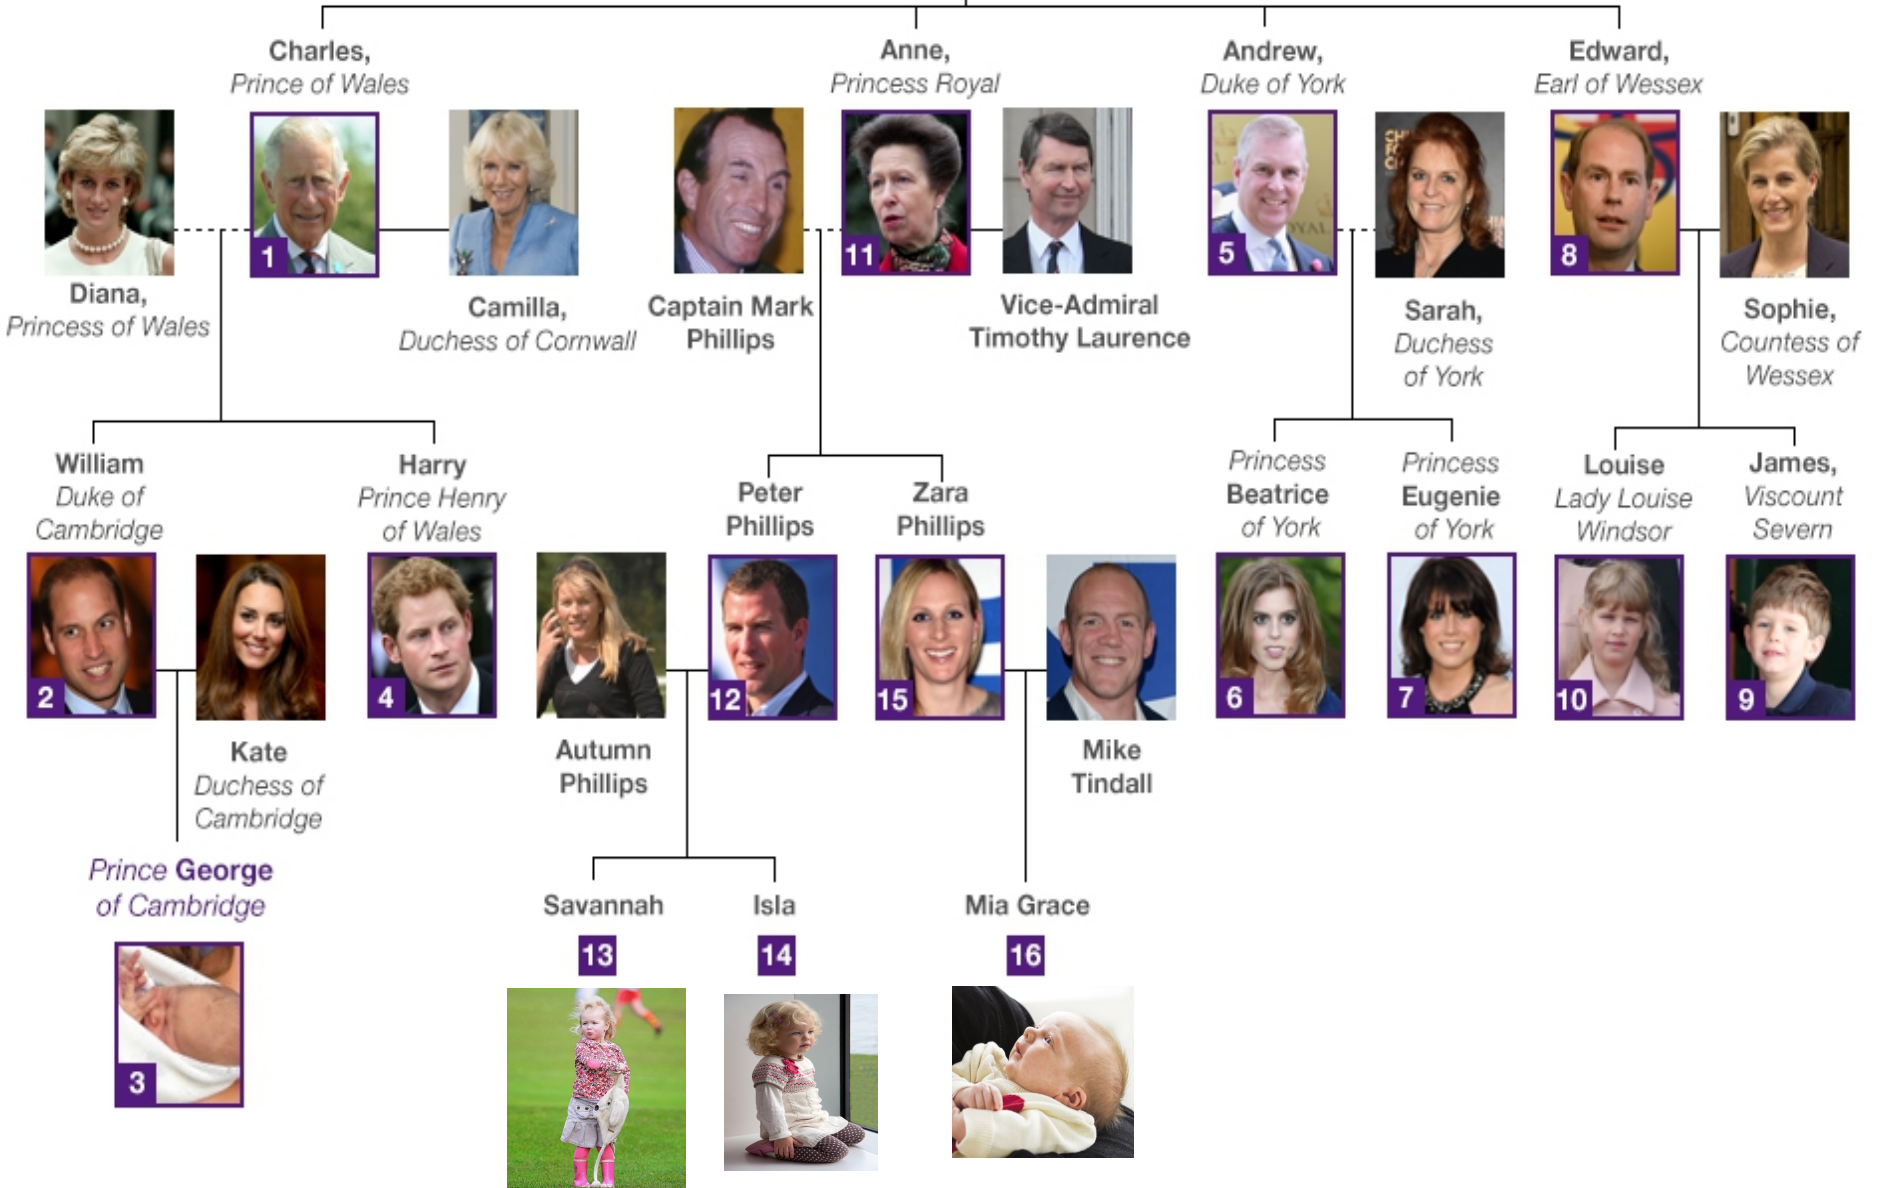 Charles,
Prince of Wales
Anne,
Princess Royal
Andrew,
Duke of York
Edward,
Earl of Wessex
1
11
5
8
Diana,
Princess of Wales
Camilla,
Duchess of Cornwall
Captain Mark
Phillips
Vice-Admiral
Timothy Laurence
Sarah,
Duchess
of York
Sophie,
Countess of
Wessex
William
Duke of
Cambridge
Harry
Prince Henry
of Wales
Peter
Phillips
Zara
Phillips
Princess
Beatrice
of York
Princess
Eugenie
of York
Louise
Lady Louise
Windsor
James,
Viscount
Severn
2
4
12
15
6
7
10
9
Kate
Duchess of
Cambridge
Autumn
Phillips
Mike
Tindall
Prince George
of Cambridge
3
Savannah
13
Isla
14
Mia Grace
16